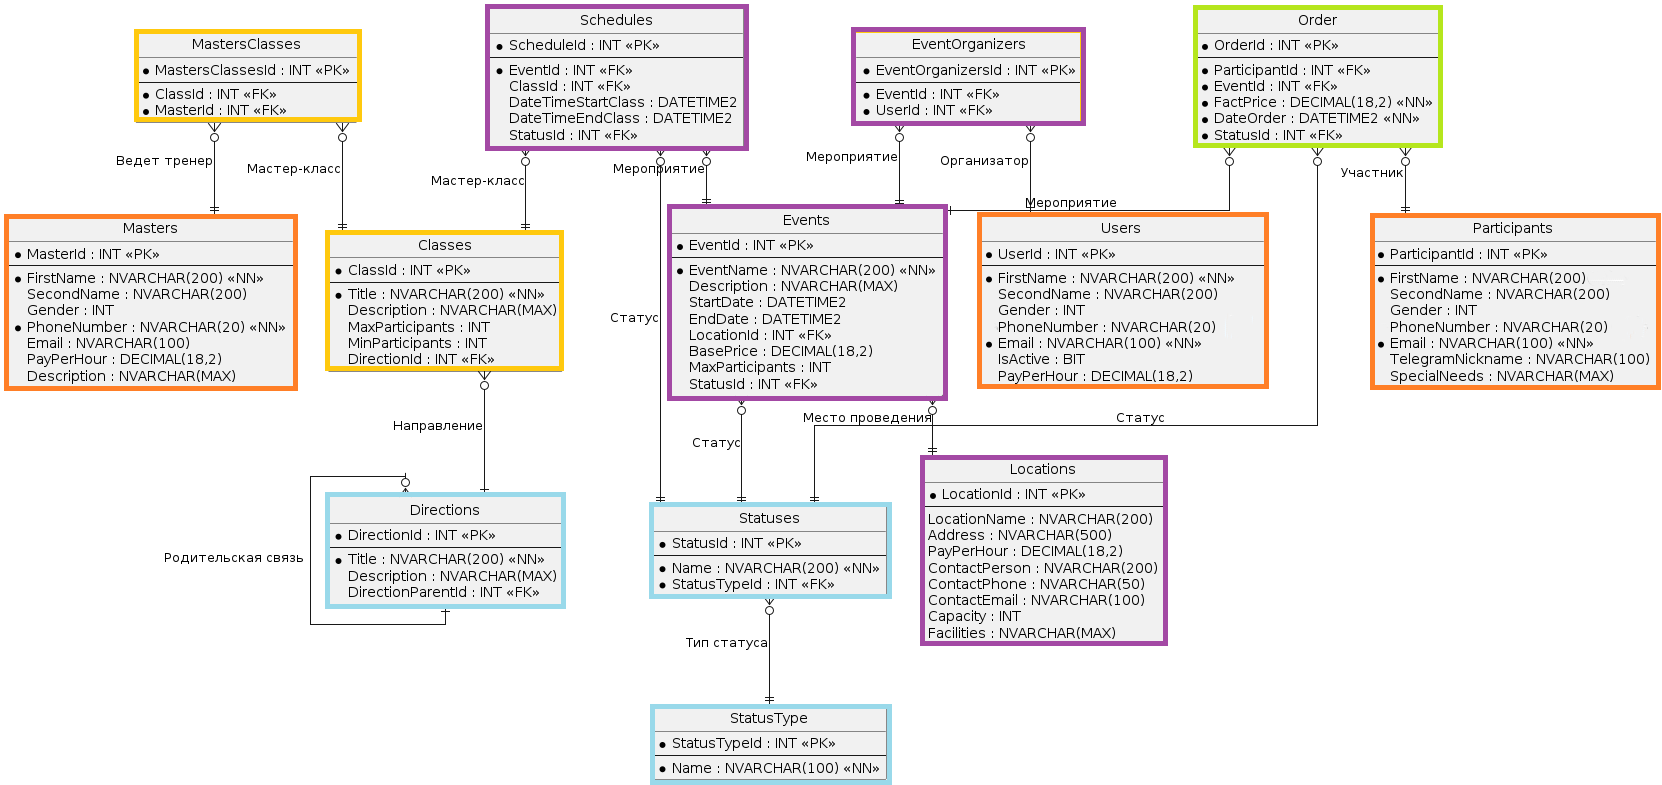 MastersClasses
MastersClassesId : INT «PK»
ClassId : INT «FK»
MasterId : INT «FK»
Schedules
ScheduleId : INT «PK»
EventId : INT «FK»
ClassId : INT «FK»
DateTimeStartClass : DATETIME2
DateTimeEndClass : DATETIME2
StatusId : INT «FK»
EventOrganizers
EventOrganizersId : INT «PK»
EventId : INT «FK»
UserId : INT «FK»
Order
OrderId : INT «PK»
ParticipantId : INT «FK»
EventId : INT «FK»
FactPrice : DECIMAL(18,2) «NN»
DateOrder : DATETIME2 «NN»
StatusId : INT «FK»
Ведет тренер
Мастер-класс
Мастер-класс
Мероприятие
Мероприятие
Организатор
Мероприятие
Участник
Masters
MasterId : INT «PK»
FirstName : NVARCHAR(200) «NN»
SecondName : NVARCHAR(200)
Gender : INT
PhoneNumber : NVARCHAR(20) «NN»
Email : NVARCHAR(100)
PayPerHour : DECIMAL(18,2)
Description : NVARCHAR(MAX)
Classes
ClassId : INT «PK»
Title : NVARCHAR(200) «NN»
Description : NVARCHAR(MAX)
MaxParticipants : INT
MinParticipants : INT
DirectionId : INT «FK»
Events
EventId : INT «PK»
EventName : NVARCHAR(200) «NN»
Description : NVARCHAR(MAX)
StartDate : DATETIME2
EndDate : DATETIME2
LocationId : INT «FK»
BasePrice : DECIMAL(18,2)
MaxParticipants : INT
StatusId : INT «FK»
Users
UserId : INT «PK»
FirstName : NVARCHAR(200) «NN»
SecondName : NVARCHAR(200)
Gender : INT
PhoneNumber : NVARCHAR(20)
Email : NVARCHAR(100) «NN»
IsActive : BIT
PayPerHour : DECIMAL(18,2)
Participants
ParticipantId : INT «PK»
FirstName : NVARCHAR(200)
SecondName : NVARCHAR(200)
Gender : INT
PhoneNumber : NVARCHAR(20)
Email : NVARCHAR(100) «NN»
TelegramNickname : NVARCHAR(100)
SpecialNeeds : NVARCHAR(MAX)
Статус
Направление
Статус
Место проведения
Статус
Родительская связь
Directions
DirectionId : INT «PK»
Title : NVARCHAR(200) «NN»
Description : NVARCHAR(MAX)
DirectionParentId : INT «FK»
Statuses
StatusId : INT «PK»
Name : NVARCHAR(200) «NN»
StatusTypeId : INT «FK»
Locations
LocationId : INT «PK»
LocationName : NVARCHAR(200)
Address : NVARCHAR(500)
PayPerHour : DECIMAL(18,2)
ContactPerson : NVARCHAR(200)
ContactPhone : NVARCHAR(50)
ContactEmail : NVARCHAR(100)
Capacity : INT
Facilities : NVARCHAR(MAX)
Тип статуса
StatusType
StatusTypeId : INT «PK»
Name : NVARCHAR(100) «NN»